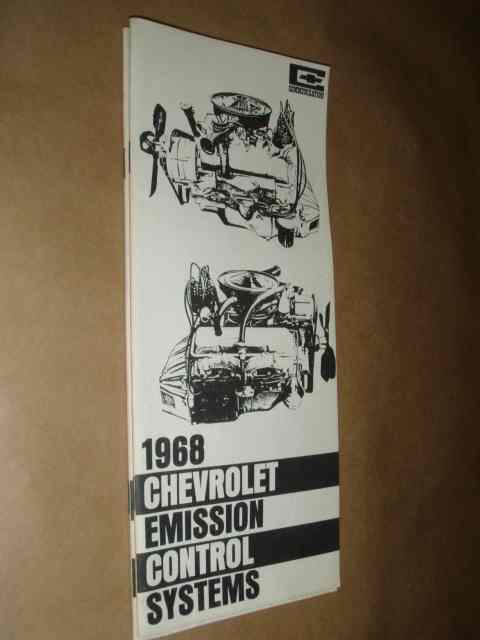 1968
CHEVROLET
EMISSION
CONTROL
SYSTEMS